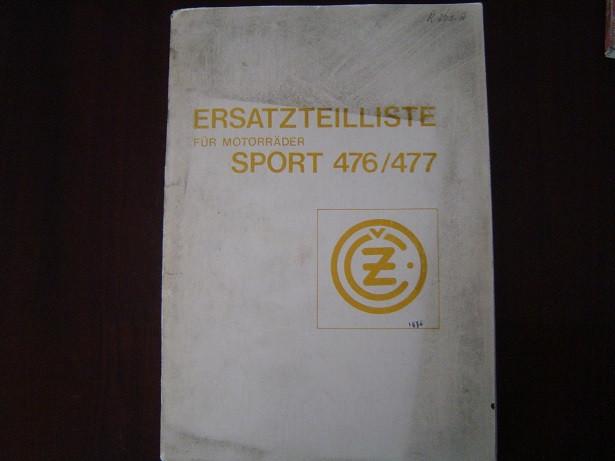 ERSATZTEILLISTE
FÜR MOTORRÄDER
SPORT 476/477
ČZ